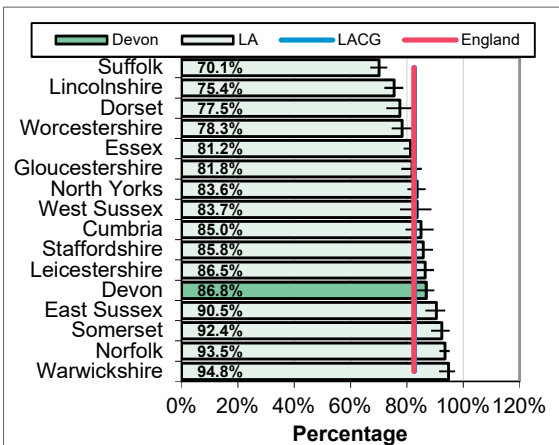 Devon LA LACG England
Suffolk 70.1%
Lincolnshire 75.4%
Dorset 77.5%
Worcestershire 78.3%
Essex 81.2%
Gloucestershire 81.8%
North Yorks 83.6%
West Sussex 83.7%
Cumbria 85.0%
Staffordshire 85.8%
Leicestershire 86.5%
Devon 86.8%
East Sussex 90.5%
Somerset 92.4%
Norfolk 93.5%
Warwickshire 94.8%
0% 20% 40% 60% 80% 100% 120%
Percentage